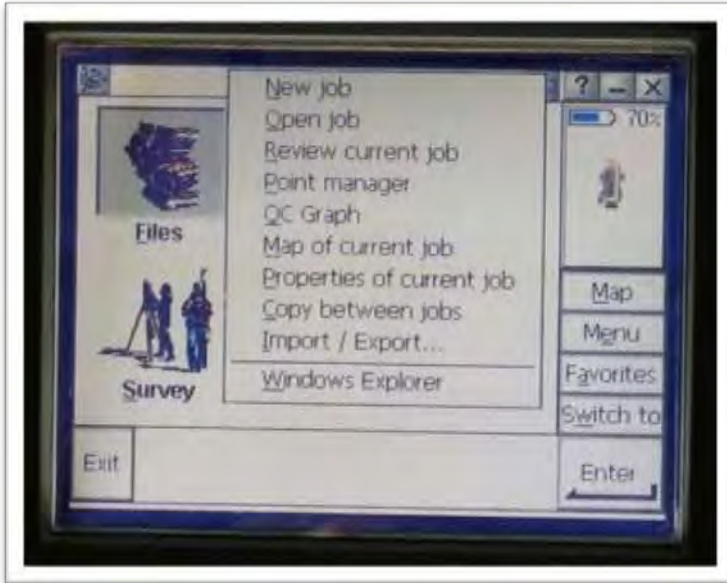 ? - X
70%
New job
Open job
Review current job
Point manager
QC Graph
Map of current job
Properties of current job
Copy between jobs
Import / Export...
Windows Explorer
Files
Survey
Map
Menu
Favorites
Switch to
Exit
Enter